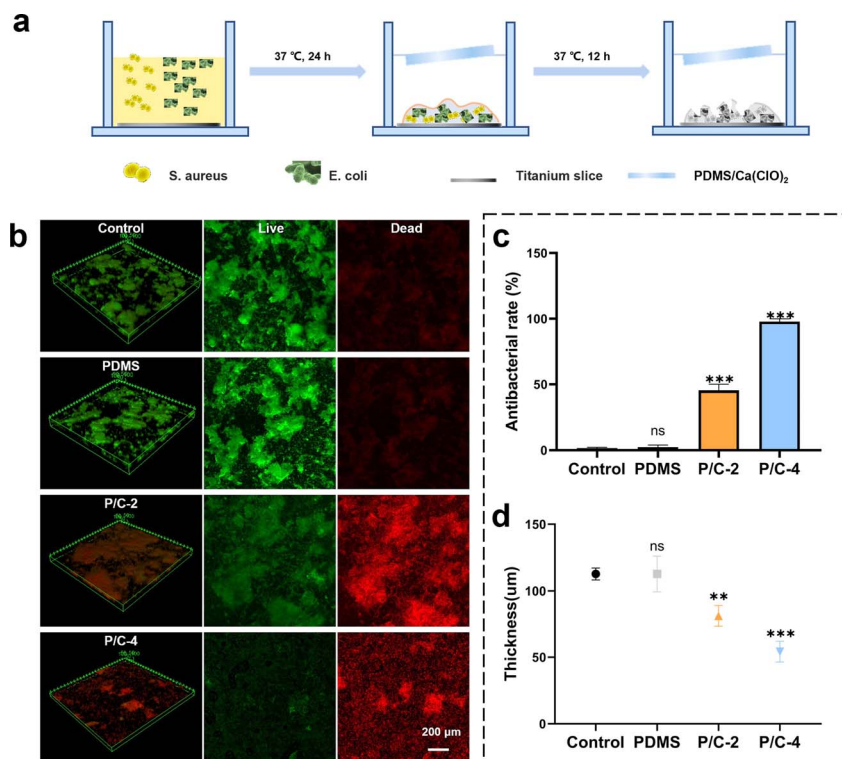 a
37 ℃, 24 h
37 ℃, 12 h
S. aureus
E. coli
Titanium slice
PDMS/Ca(ClO)₂
b
Control
Live
Dead
PDMS
P/C-2
P/C-4
200 μm
c
Antibacterial rate (%)
150
100
50
0
ns
***
***
Control
PDMS
P/C-2
P/C-4
d
Thickness(um)
150
100
50
0
ns
**
***
Control
PDMS
P/C-2
P/C-4